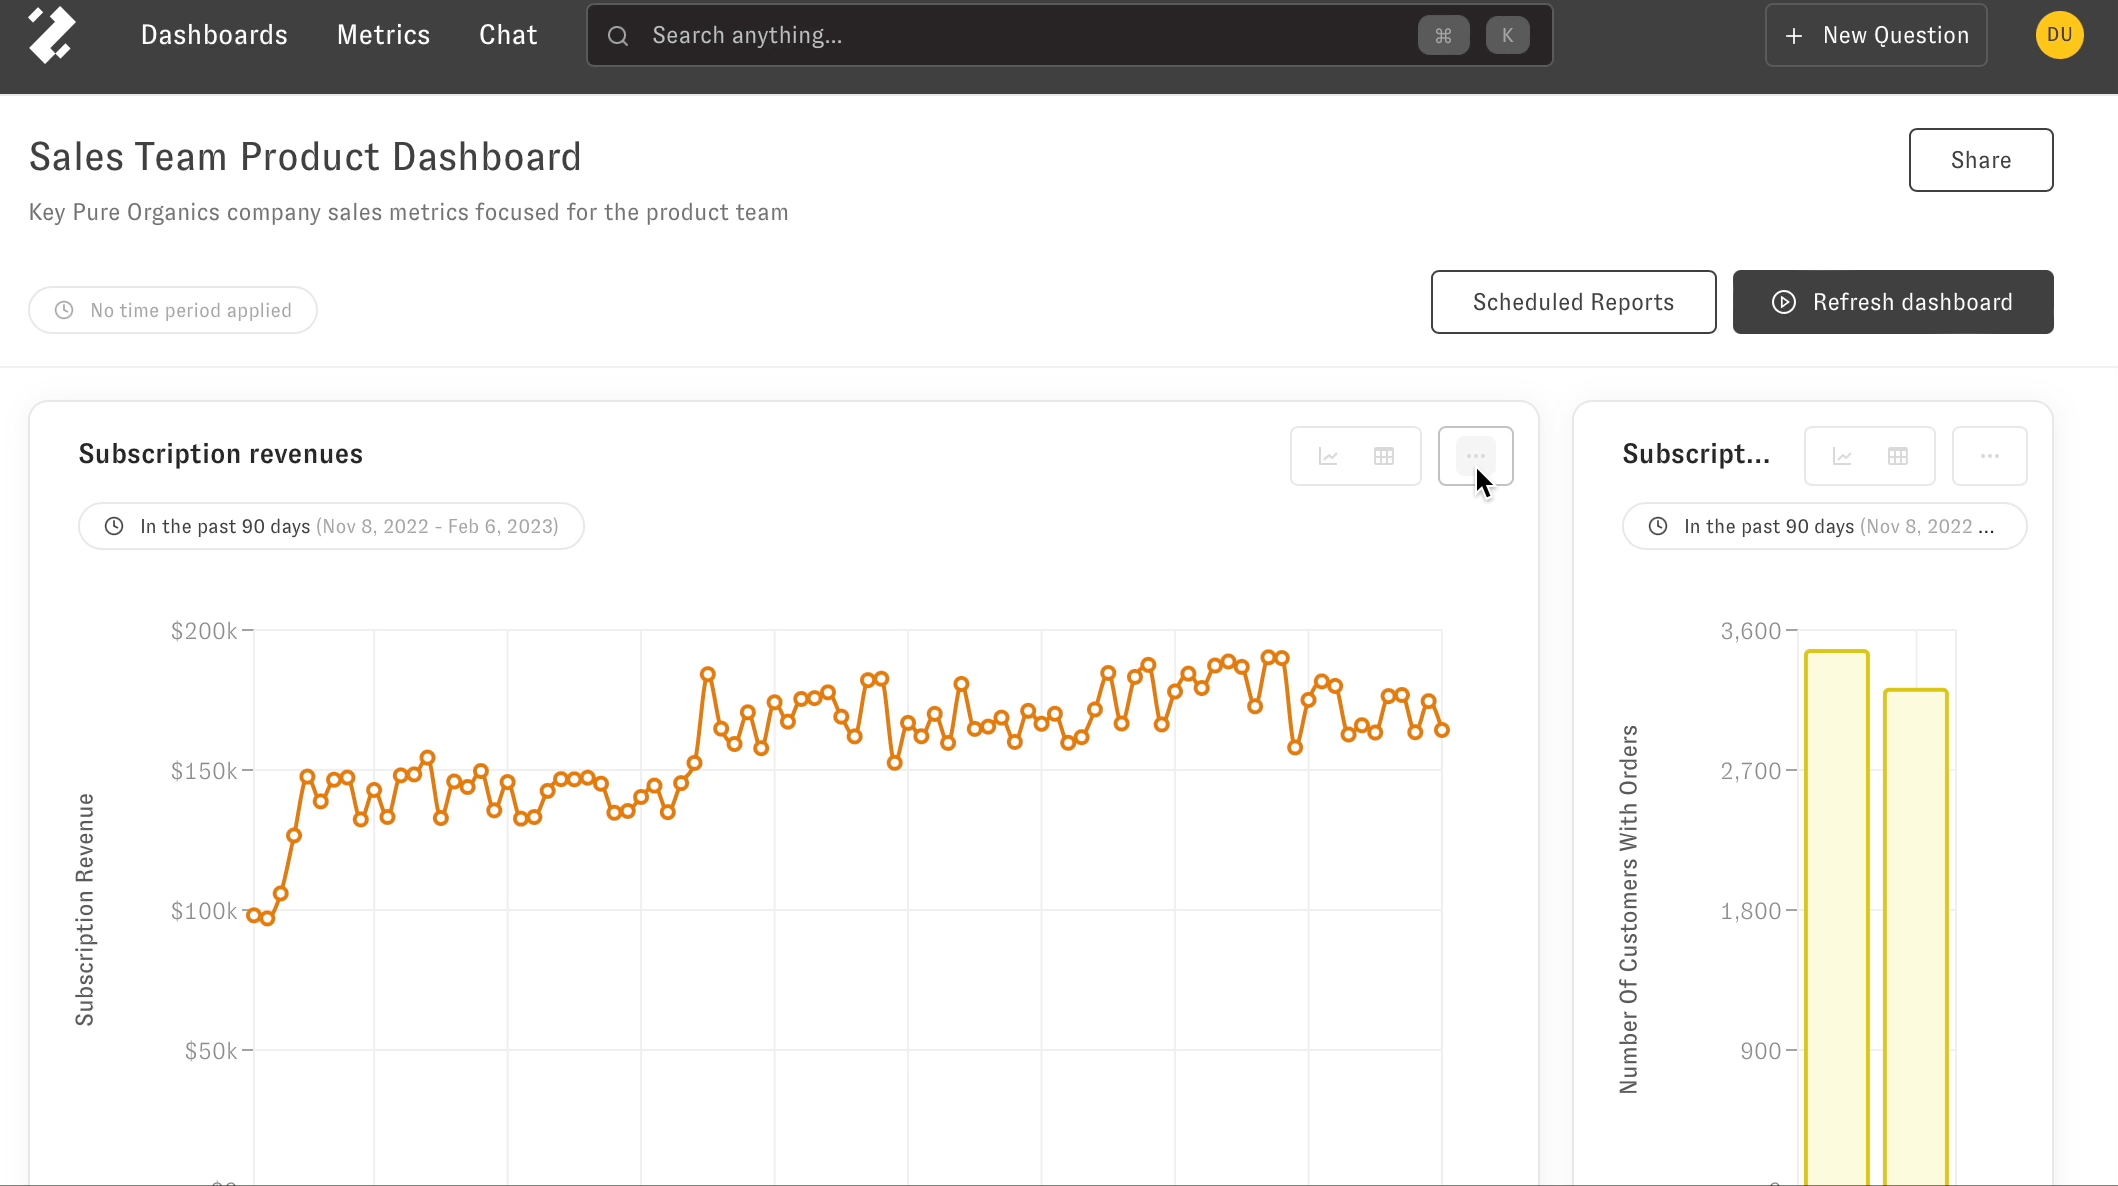 Dashboards Metrics Chat Search anything... ⌘ K + New Question DU
Sales Team Product Dashboard
Share
Key Pure Organics company sales metrics focused for the product team
No time period applied
Scheduled Reports
Refresh dashboard
Subscription revenues
In the past 90 days (Nov 8, 2022 - Feb 6, 2023)
$200k
$150k
$100k
$50k
Subscription Revenue
Subscript...
In the past 90 days (Nov 8, 2022 ...
3,600
2,700
1,800
900
Number Of Customers With Orders